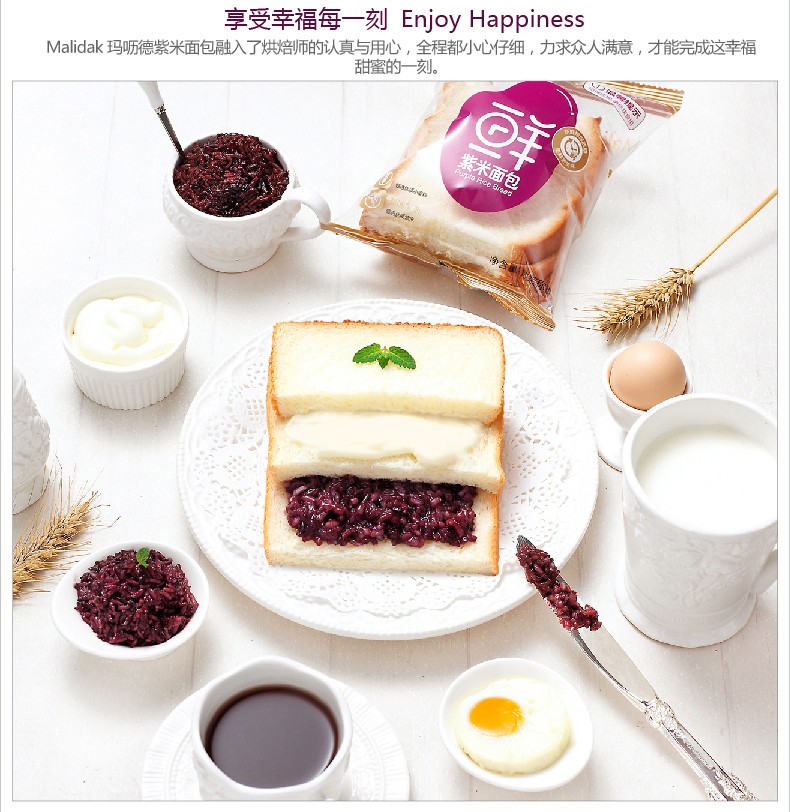 享受幸福每一刻 Enjoy Happiness
Malidak 玛呖德紫米面包融入了烘焙师的认真与用心，全程都小心仔细，力求众人满意，才能完成这幸福
甜蜜的一刻。
鲜
紫米面包
Purple Rice Bread
净含